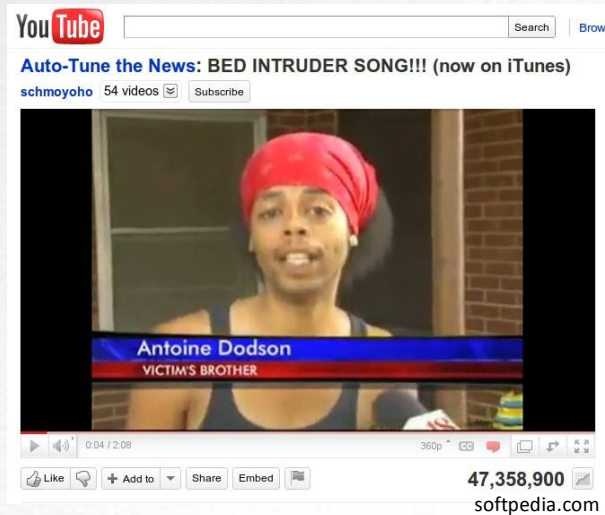 YouTube
Search
Brow
Auto-Tune the News: BED INTRUDER SONG!!! (now on iTunes)
schmoyoho 54 videos Subscribe
Antoine Dodson
VICTIM'S BROTHER
0:04 / 2:08 360p CC
Like + Add to Share Embed
47,358,900
softpedia.com